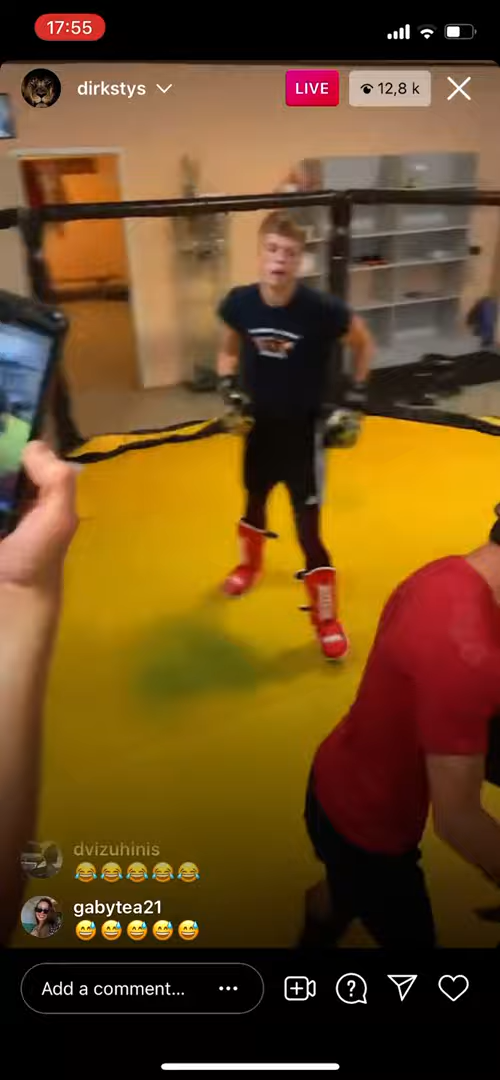 17:55
dirkstys
LIVE
12,8 k
dvizuhinis
😂😂😂😂😂
gabytea21
😅😅😅😅😅
Add a comment...